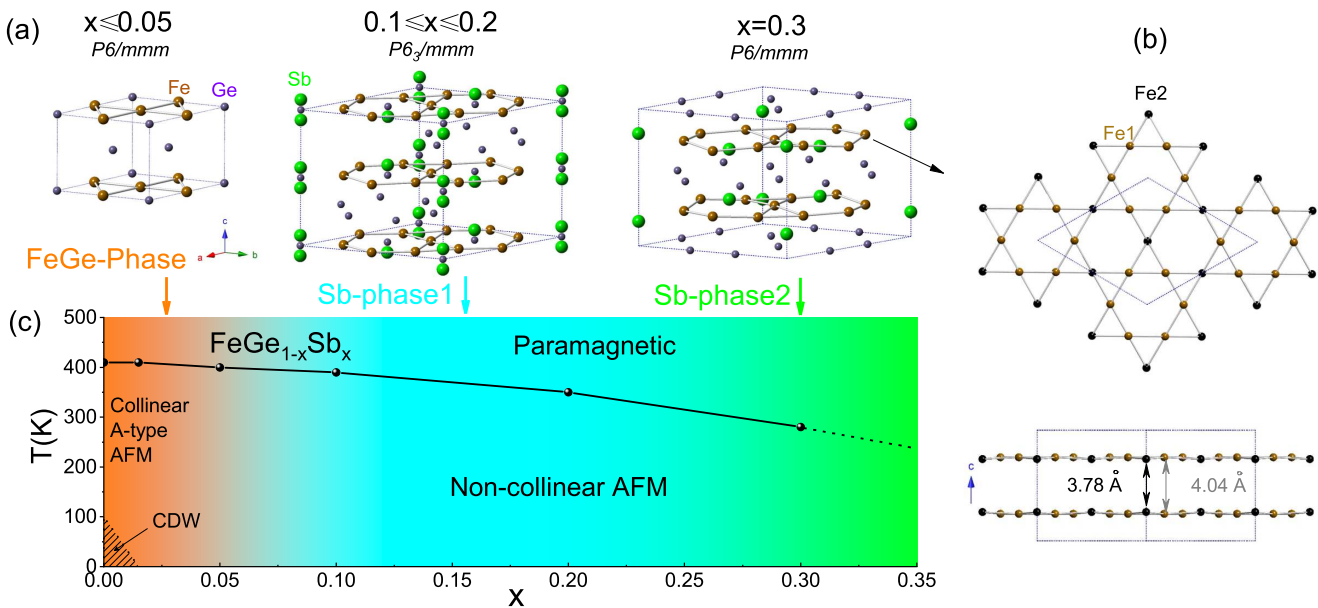 (a)
x⩽0.05
P6/mmm
0.1⩽x⩽0.2
P6₃/mmm
x=0.3
P6/mmm
(b)
Fe
Ge
Sb
Fe2
Fe1
c
a
b
FeGe-Phase
Sb-phase1
Sb-phase2
(c)
FeGe₁₋ₓSbₓ
Paramagnetic
Collinear
A-type
AFM
Non-collinear AFM
CDW
T(K)
500
400
300
200
100
0
0.00
0.05
0.10
0.15
0.20
0.25
0.30
0.35
x
c
3.78 Å
4.04 Å